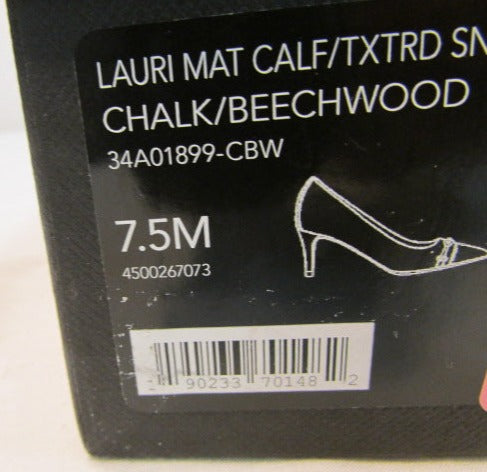 LAURI MAT CALF/TXTRD SN
CHALK/BEECHWOOD
34A01899-CBW
7.5M
4500267073
90233 70148 2